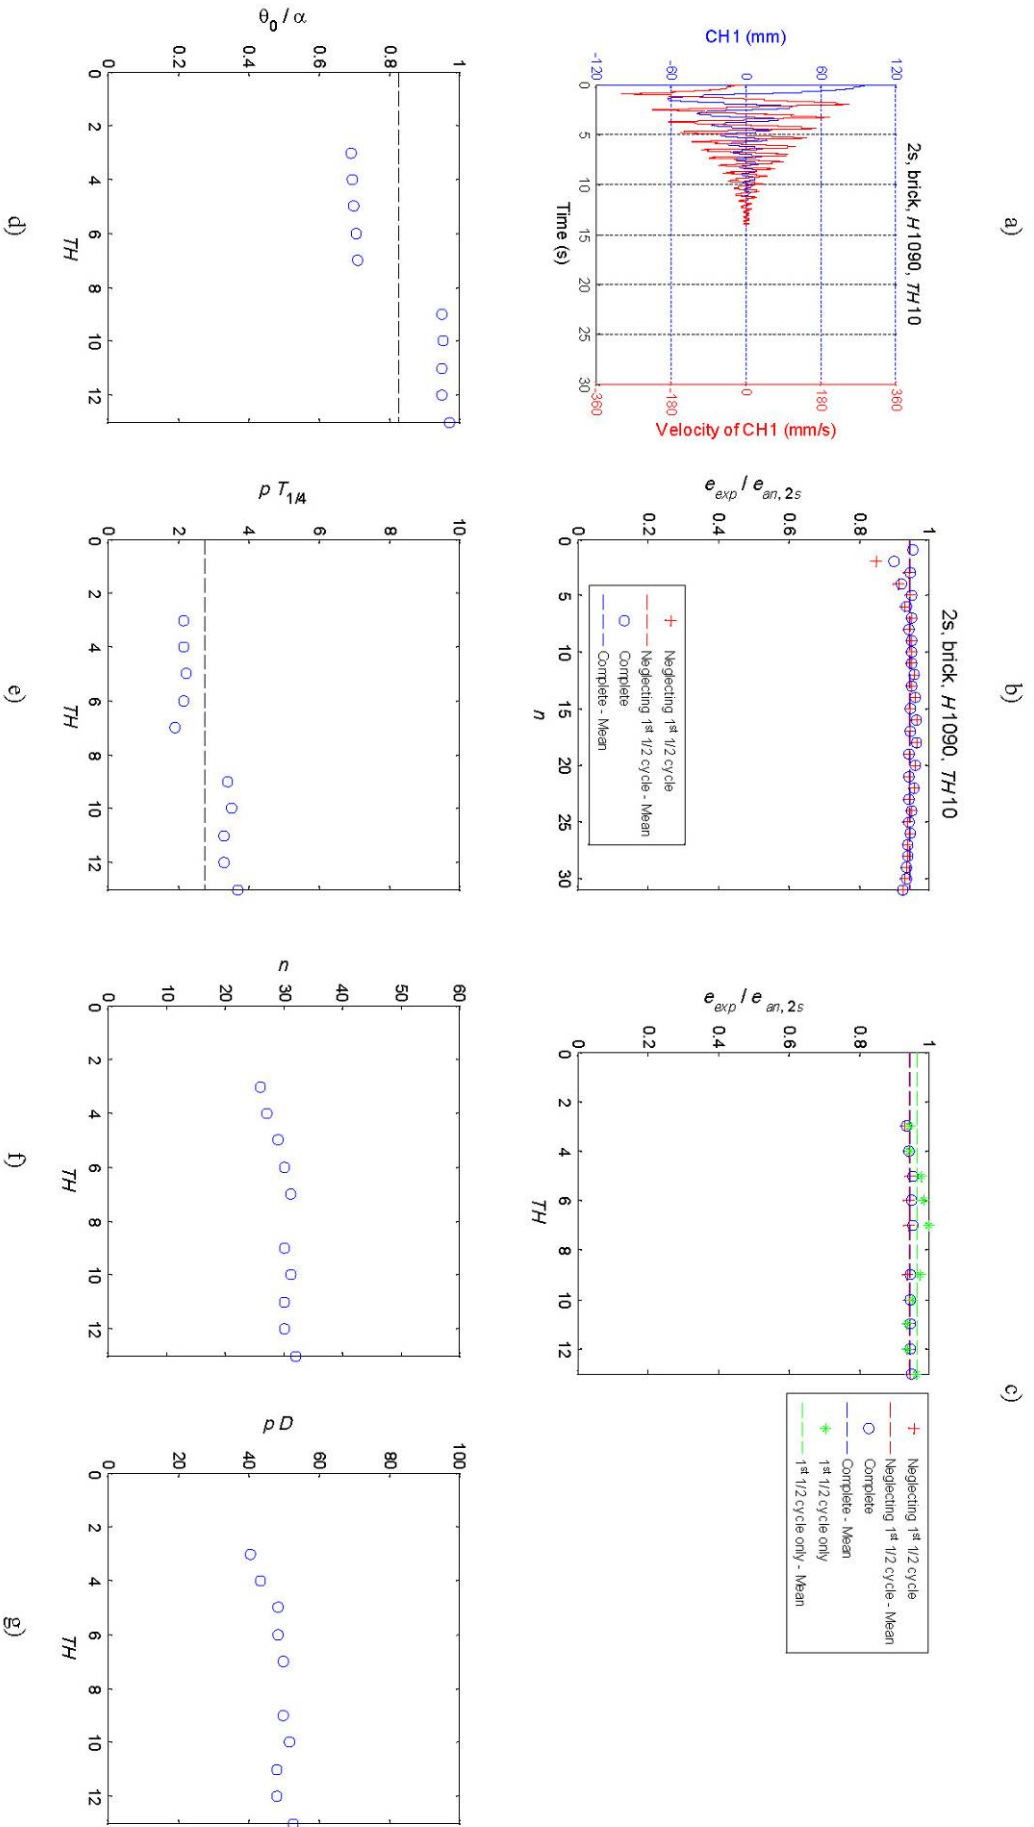 a)
2s, brick, H1090, TH10
CH1 (mm)
120
60
0
-60
-120
360
180
0
-180
-360
Velocity of CH1 (mm/s)
0 5 10 15 20 25 30
Time (s)
b)
2s, brick, H1090, TH10
e exp / e an, 2s
1
0.8
0.6
0.4
0.2
0
0 5 10 15 20 25 30
n
Neglecting 1st 1/2 cycle
Neglecting 1st 1/2 cycle - Mean
Complete
Complete - Mean
c)
e exp / e an, 2s
1
0.8
0.6
0.4
0.2
0
0 2 4 6 8 10 12
TH
Neglecting 1st 1/2 cycle
Neglecting 1st 1/2 cycle - Mean
Complete
Complete - Mean
1st 1/2 cycle only
1st 1/2 cycle only - Mean
θ0 / α
1
0.8
0.6
0.4
0.2
0
0 2 4 6 8 10 12
TH
d)
p T1/4
10
8
6
4
2
0
0 2 4 6 8 10 12
TH
e)
n
60
50
40
30
20
10
0
0 2 4 6 8 10 12
TH
f)
p D
100
80
60
40
20
0
0 2 4 6 8 10 12
TH
g)